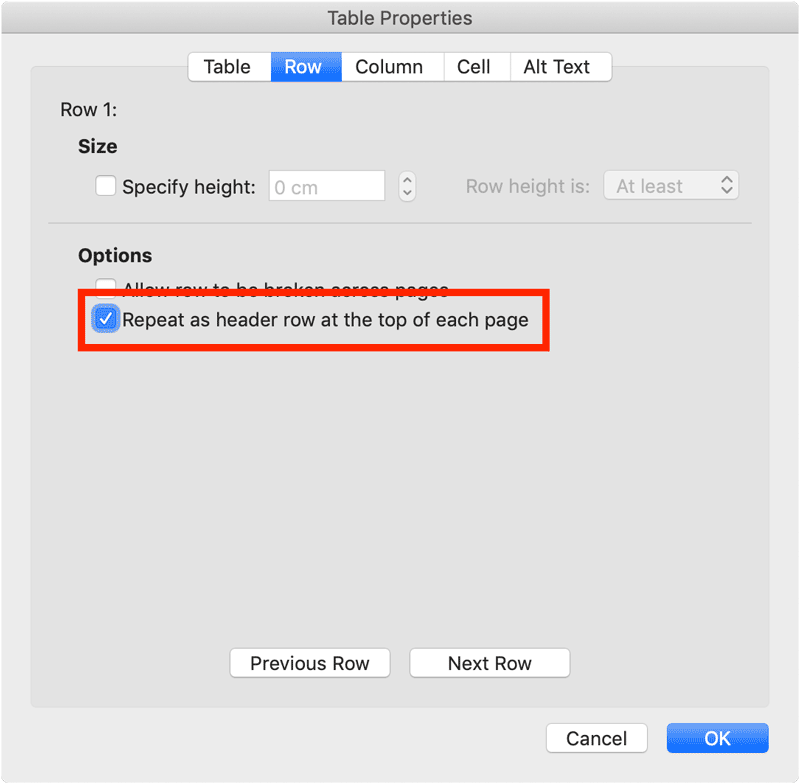 Table Properties
Table Row Column Cell Alt Text
Row 1:
Size
Specify height: 0 cm Row height is: At least
Options
Allow row to be broken across pages
Repeat as header row at the top of each page
Previous Row Next Row
Cancel OK